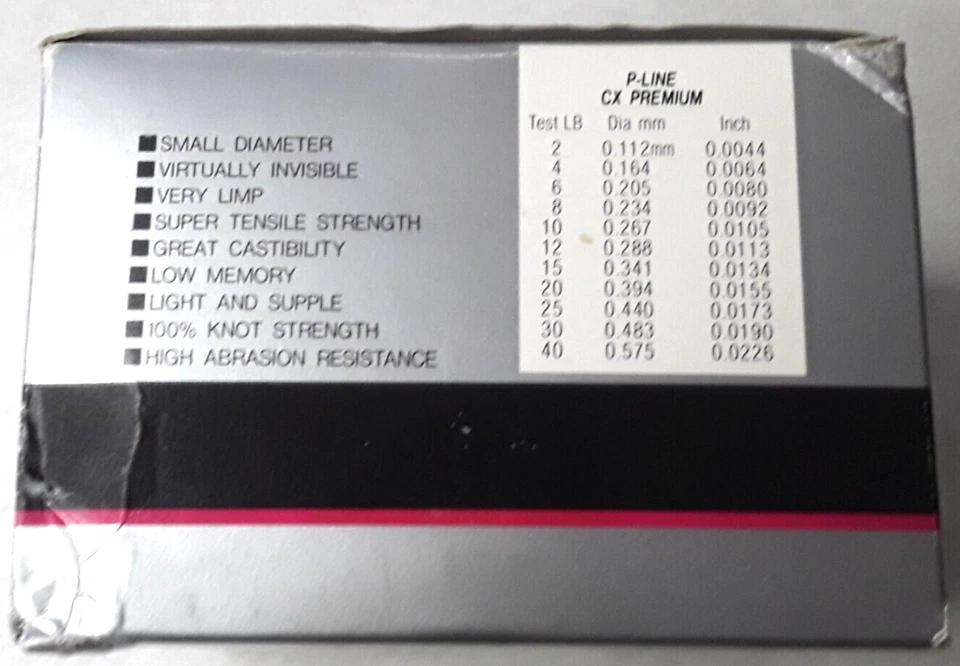 ■ SMALL DIAMETER
■ VIRTUALLY INVISIBLE
■ VERY LIMP
■ SUPER TENSILE STRENGTH
■ GREAT CASTIBILITY
■ LOW MEMORY
■ LIGHT AND SUPPLE
■ 100% KNOT STRENGTH
■ HIGH ABRASION RESISTANCE
P-LINE
CX PREMIUM
Test LB Dia mm Inch
2 0.112mm 0.0044
4 0.164 0.0064
6 0.205 0.0080
8 0.234 0.0092
10 0.267 0.0105
12 0.288 0.0113
15 0.341 0.0134
20 0.394 0.0155
25 0.440 0.0173
30 0.483 0.0190
40 0.575 0.0226